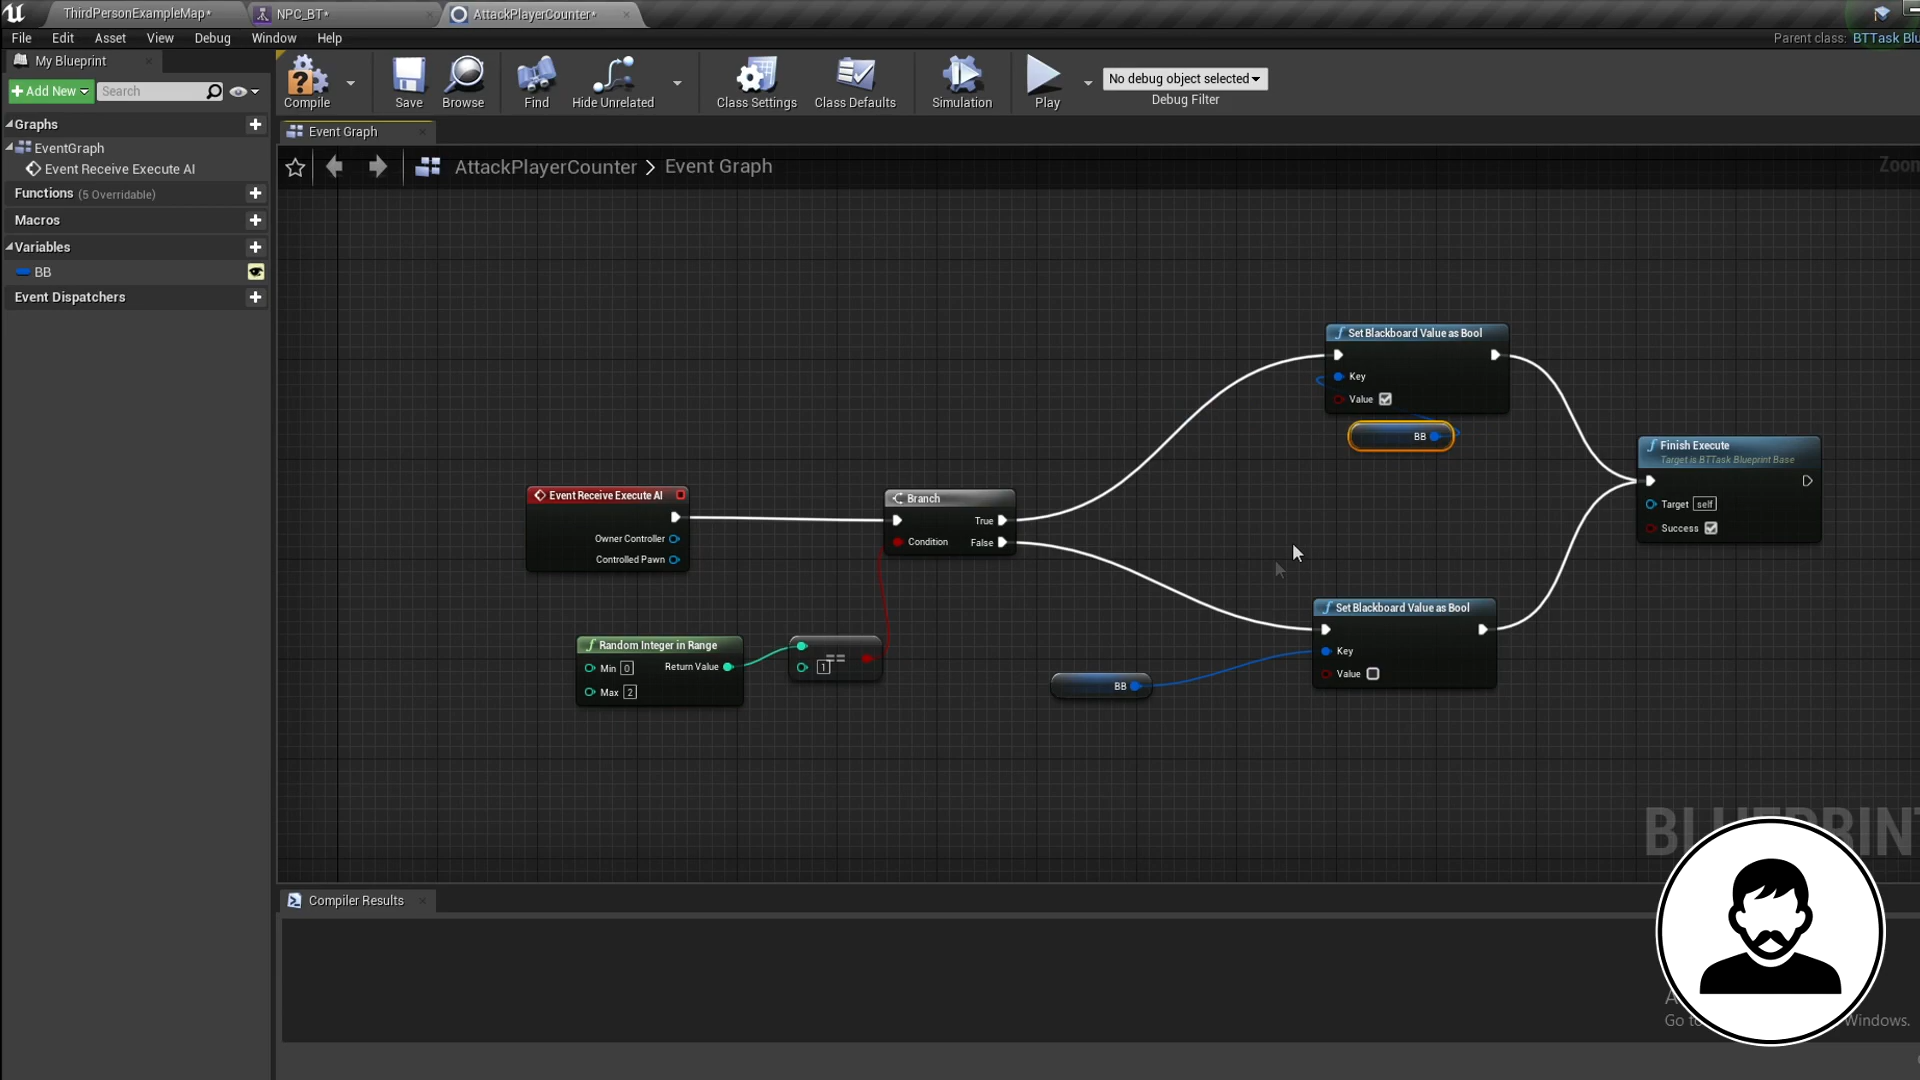 ThirdPersonExampleMap*
NPC_BT*
AttackPlayerCounter*
File Edit Asset View Debug Window Help
Parent class: BTTask Blu
My Blueprint
+Add New
Search
Compile
Save
Browse
Find
Hide Unrelated
Class Settings
Class Defaults
Simulation
Play
No debug object selected
Debug Filter
Graphs
EventGraph
Event Receive Execute AI
Functions (5 Overridable)
Macros
Variables
BB
Event Dispatchers
Event Graph
AttackPlayerCounter > Event Graph
Zoom
Set Blackboard Value as Bool
Key
Value
BB
Finish Execute
Target is BTTask Blueprint Base
Target self
Success
Event Receive Execute AI
Owner Controller
Controlled Pawn
Branch
True
Condition False
Set Blackboard Value as Bool
Key
Value
BB
Random Integer in Range
Min 0 Return Value
Max 2
==
1
BLUEPRINT
Compiler Results
Windows.